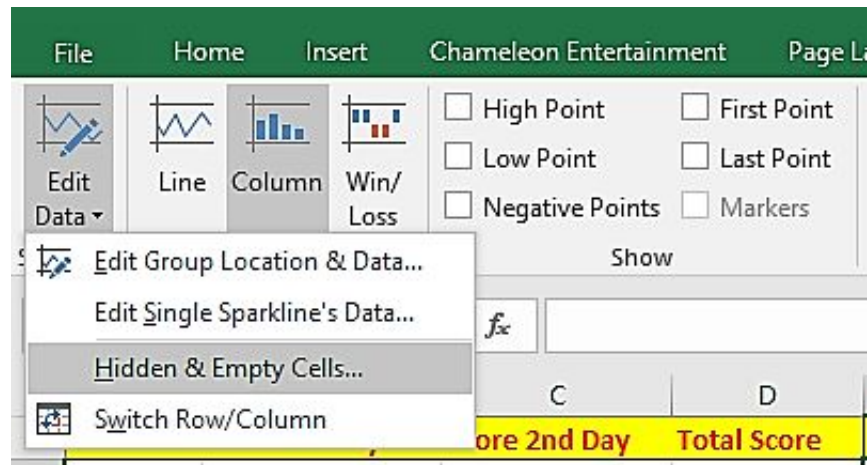 File Home Insert Chameleon Entertainment Page La
Edit Data
Line
Column
Win/ Loss
High Point
Low Point
Negative Points
First Point
Last Point
Markers
Show
Edit Group Location & Data...
Edit Single Sparkline's Data...
Hidden & Empty Cells...
Switch Row/Column
fx
C D
ore 2nd Day Total Score